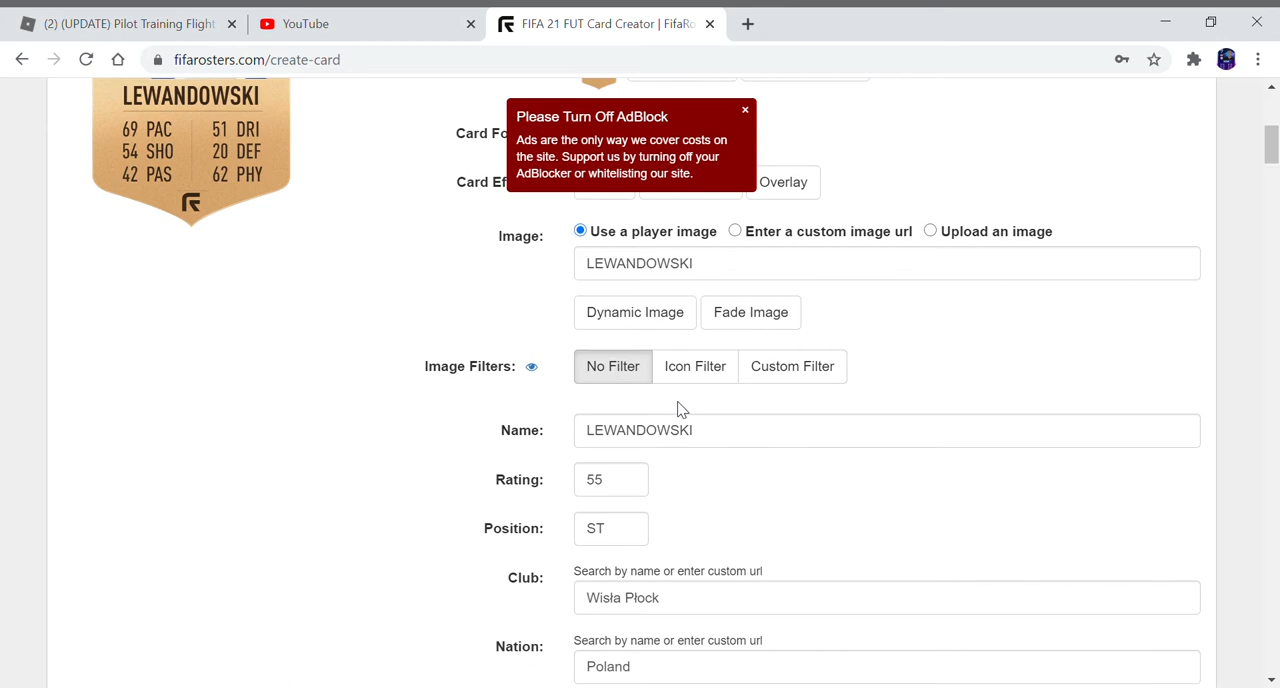 (2) (UPDATE) Pilot Training Flight
YouTube
FIFA 21 FUT Card Creator | FifaRo
fifarosters.com/create-card
LEWANDOWSKI
69 PAC 51 DRI
54 SHO 20 DEF
42 PAS 62 PHY
Please Turn Off AdBlock
Ads are the only way we cover costs on
the site. Support us by turning off your
AdBlocker or whitelisting our site.
Card Fo
Card Ef
Overlay
Image:
Use a player image Enter a custom image url Upload an image
LEWANDOWSKI
Dynamic Image Fade Image
Image Filters: No Filter Icon Filter Custom Filter
Name: LEWANDOWSKI
Rating: 55
Position: ST
Club: Search by name or enter custom url
Wisła Płock
Nation: Search by name or enter custom url
Poland